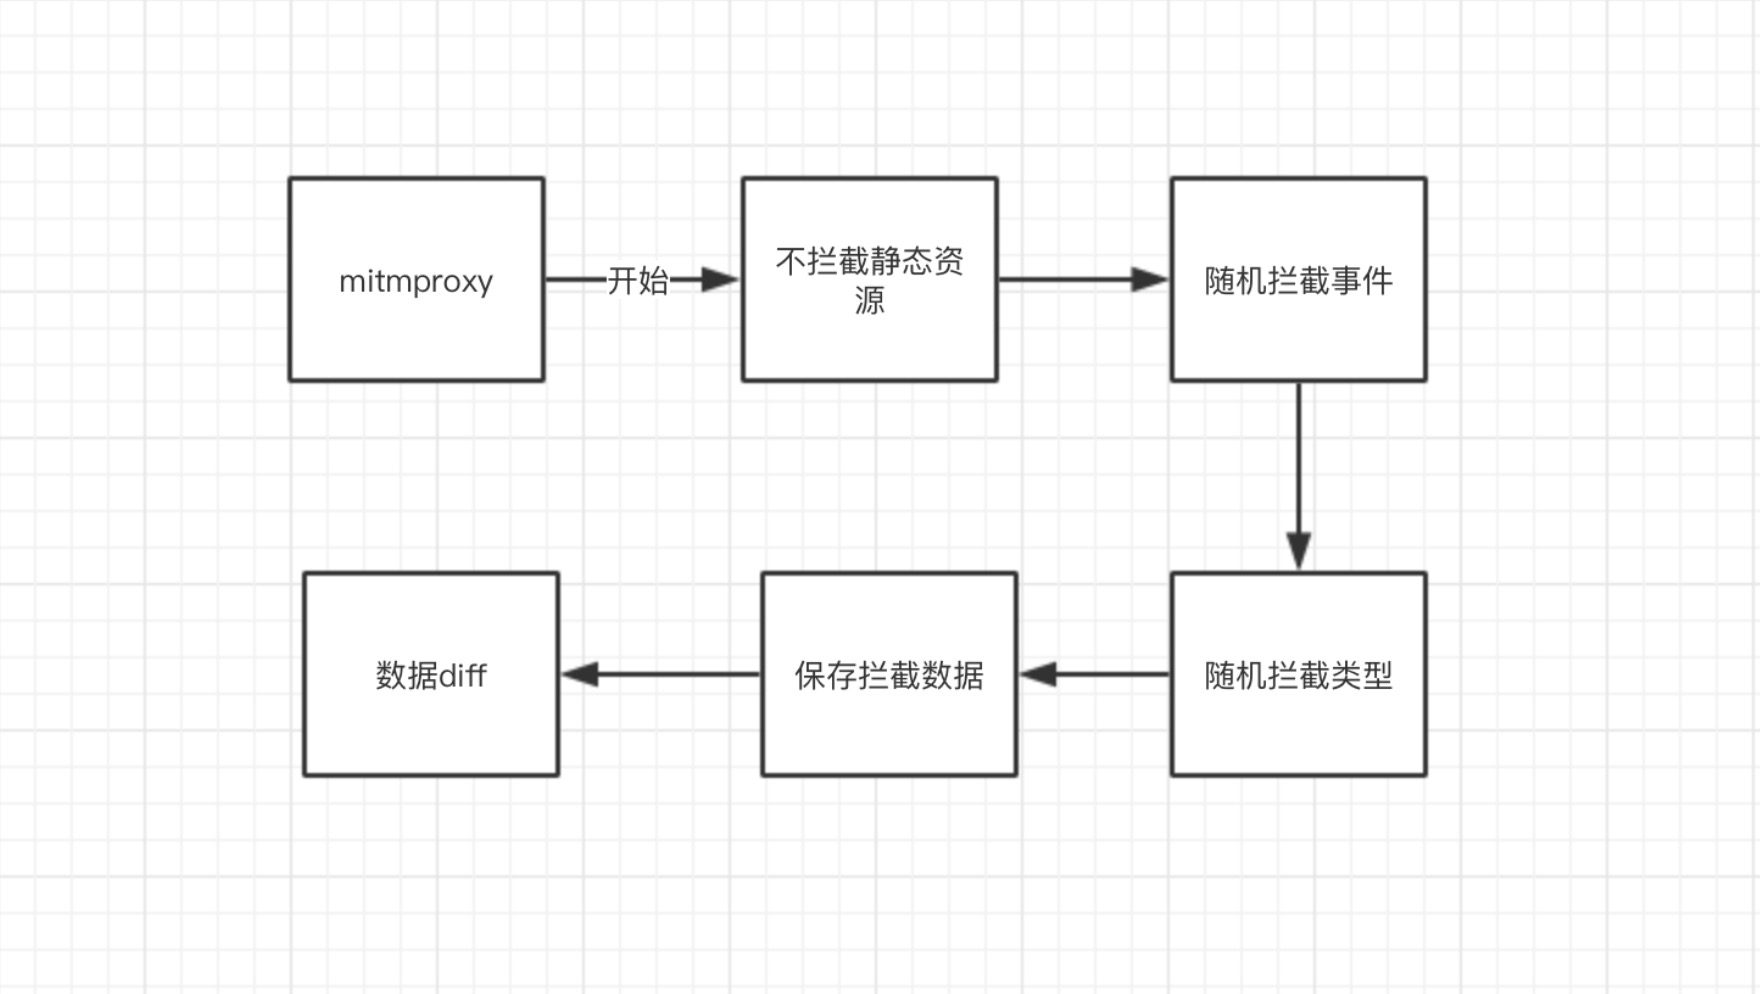 mitmproxy
开始
不拦截静态资
源
随机拦截事件
数据diff
保存拦截数据
随机拦截类型